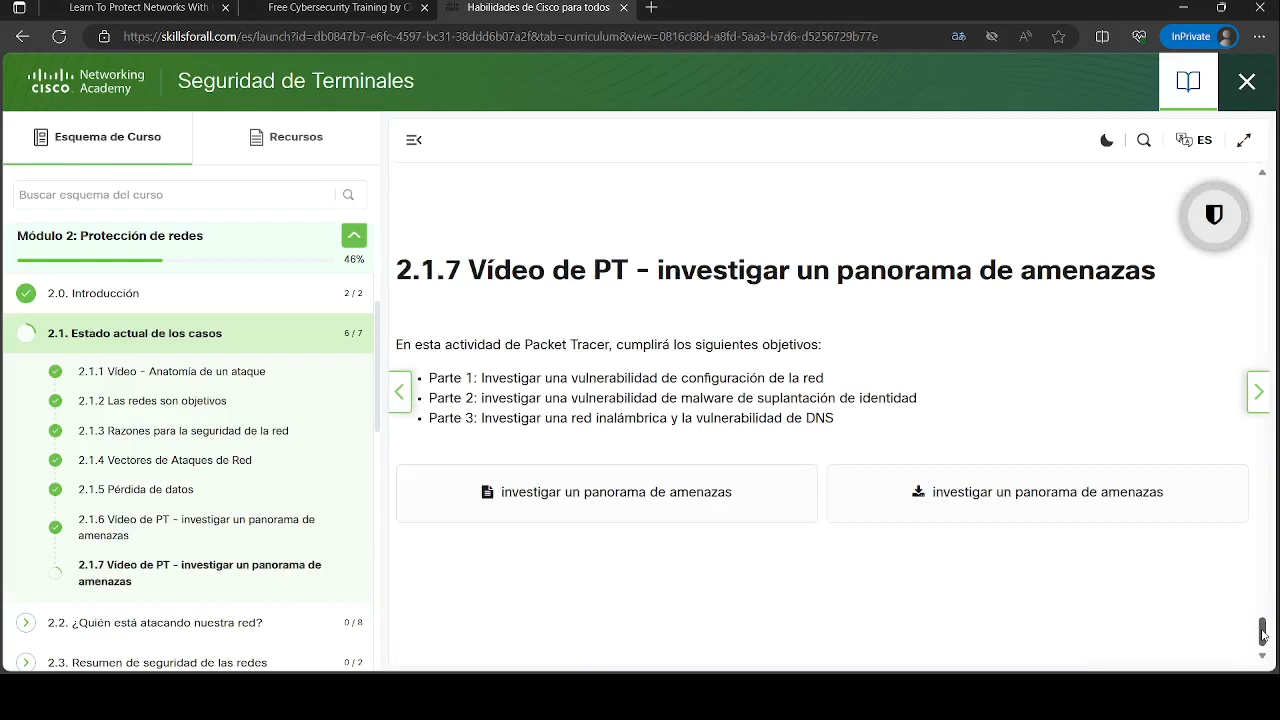 Learn To Protect Networks With
Free Cybersecurity Training by C
Habilidades de Cisco para todos
https://skillsforall.com/es/launch?id=db0847b7-e6fc-4597-bc31-38ddd6b07a2f&tab=curriculum&view=0816c88d-a8fd-5aa3-b7d6-d5256729b77e
InPrivate
Networking
CISCO Academy
Seguridad de Terminales
Esquema de Curso
Recursos
ES
Buscar esquema del curso
Módulo 2: Protección de redes
46%
2.0. Introducción 2 / 2
2.1. Estado actual de los casos 6 / 7
2.1.1 Vídeo - Anatomía de un ataque
2.1.2 Las redes son objetivos
2.1.3 Razones para la seguridad de la red
2.1.4 Vectores de Ataques de Red
2.1.5 Pérdida de datos
2.1.6 Vídeo de PT - investigar un panorama de
amenazas
2.1.7 Vídeo de PT - investigar un panorama de
amenazas
2.2. ¿Quién está atacando nuestra red? 0 / 8
2.3. Resumen de seguridad de las redes 0 / 2
2.1.7 Vídeo de PT - investigar un panorama de amenazas
En esta actividad de Packet Tracer, cumplirá los siguientes objetivos:
• Parte 1: Investigar una vulnerabilidad de configuración de la red
• Parte 2: investigar una vulnerabilidad de malware de suplantación de identidad
• Parte 3: Investigar una red inalámbrica y la vulnerabilidad de DNS
investigar un panorama de amenazas
investigar un panorama de amenazas